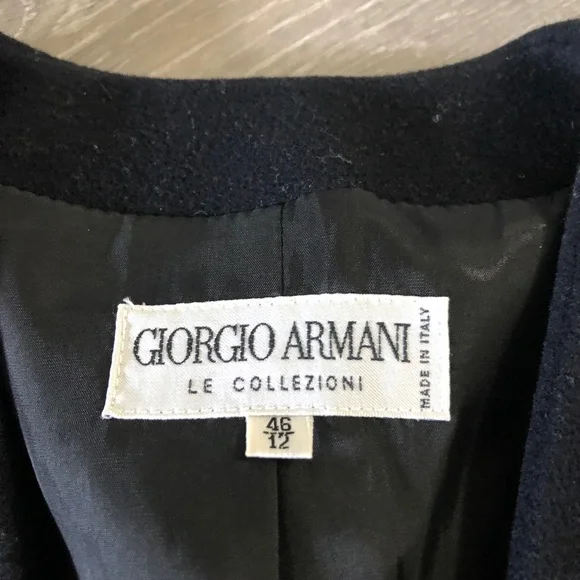 GIORGIO ARMANI
LE COLLEZIONI
MADE IN ITALY
46
12